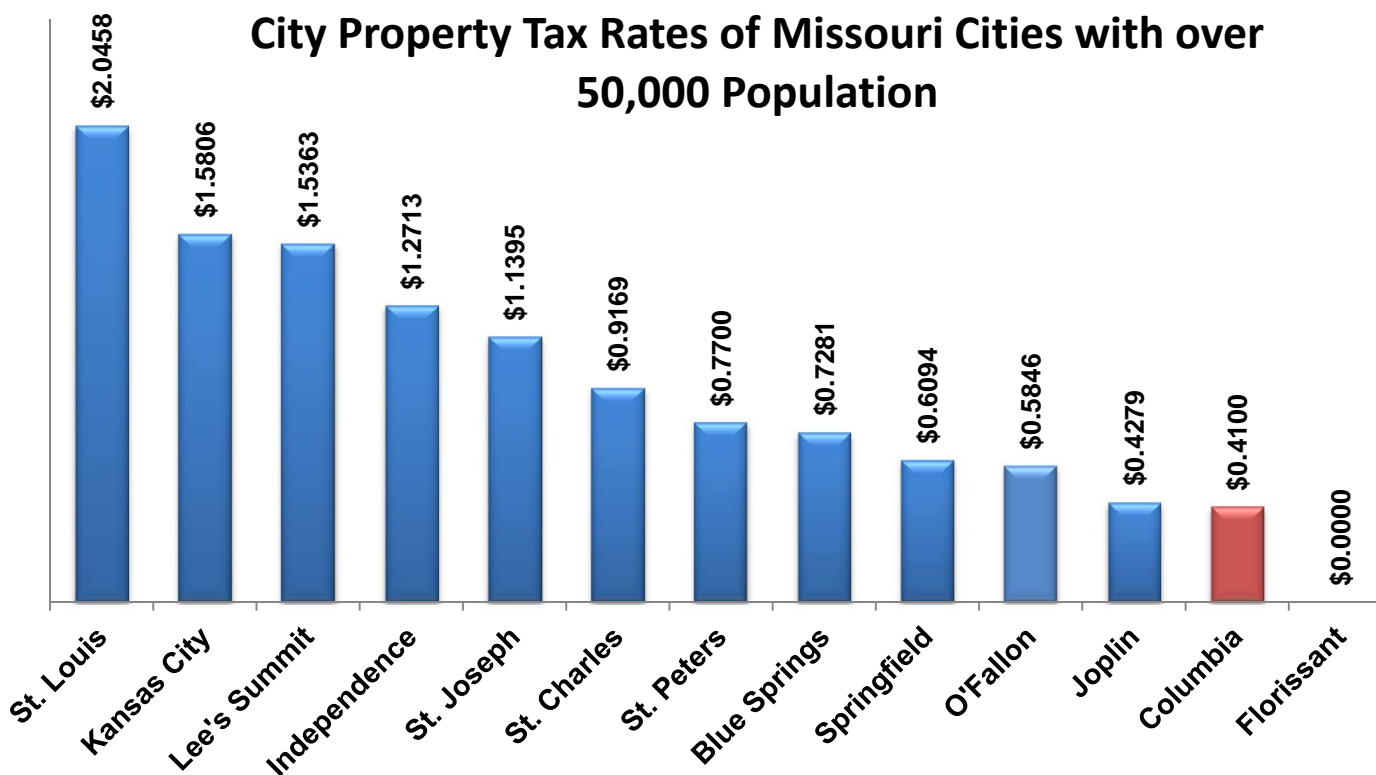 City Property Tax Rates of Missouri Cities with over
50,000 Population
$2.0458
$1.5806
$1.5363
$1.2713
$1.1395
$0.9169
$0.7700
$0.7281
$0.6094
$0.5846
$0.4279
$0.4100
$0.0000
St. Louis
Kansas City
Lee's Summit
Independence
St. Joseph
St. Charles
St. Peters
Blue Springs
Springfield
O'Fallon
Joplin
Columbia
Florissant